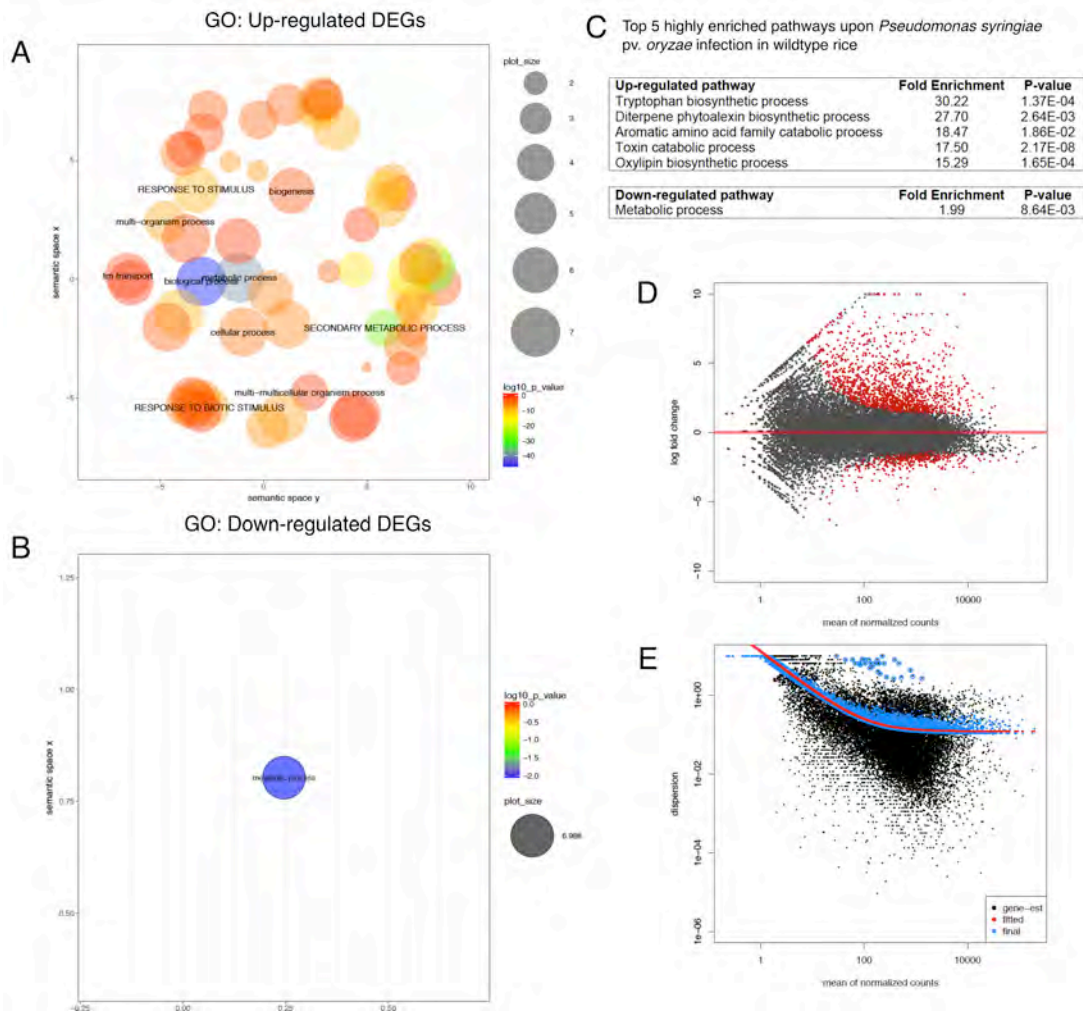 GO: Up-regulated DEGs
A
RESPONSE TO STIMULUS
biogenesis
multi-organism process
ion transport
biological process
metabolic process
cellular process
SECONDARY METABOLIC PROCESS
multi-multicellular organism process
RESPONSE TO BIOTIC STIMULUS
semantic space x
5
0
-5
-5
0
5
10
semantic space y
plot_size
2
3
4
5
6
7
log10_p_value
0
-10
-20
-30
-40
GO: Down-regulated DEGs
B
1.25
1.00
0.75
0.50
semantic space x
metabolic process
-0.25
0.00
0.25
0.50
log10_p_value
0.0
-0.5
-1.0
-1.5
-2.0
plot_size
6.986
C
Top 5 highly enriched pathways upon Pseudomonas syringiae
pv. oryzae infection in wildtype rice
Up-regulated pathway Fold Enrichment P-value
Tryptophan biosynthetic process 30.22 1.37E-04
Diterpene phytoalexin biosynthetic process 27.70 2.64E-03
Aromatic amino acid family catabolic process 18.47 1.86E-02
Toxin catabolic process 17.50 2.17E-08
Oxylipin biosynthetic process 15.29 1.65E-04
Down-regulated pathway Fold Enrichment P-value
Metabolic process 1.99 8.64E-03
D
10
5
0
-5
-10
log fold change
1
100
10000
mean of normalized counts
E
1e+00
1e-02
1e-04
1e-06
dispersion
gene-est
fitted
final
1
100
10000
mean of normalized counts